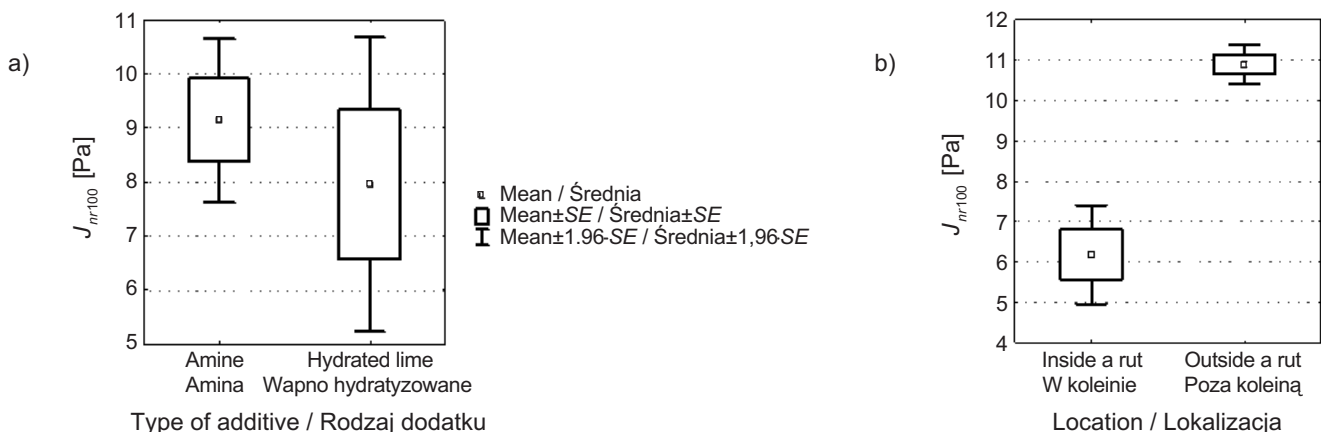 a)
J_nr100 [Pa]
11
10
9
8
7
6
5
Amine
Amina
Hydrated lime
Wapno hydratyzowane
Type of additive / Rodzaj dodatku
Mean / Średnia
Mean±SE / Średnia±SE
Mean±1.96·SE / Średnia±1,96·SE
b)
J_nr100 [Pa]
12
11
10
9
8
7
6
5
4
Inside a rut
W koleinie
Outside a rut
Poza koleiną
Location / Lokalizacja